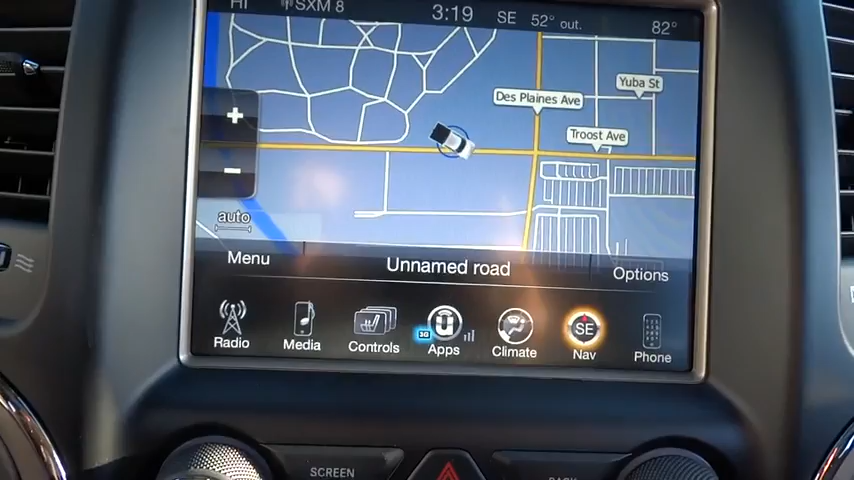 HI
SXM 8
3:19
SE
52° out.
82°
Yuba St
Des Plaines Ave
Troost Ave
+
−
auto
Menu
Unnamed road
Options
3G
SE
Radio
Media
Controls
Apps
Climate
Nav
Phone
SCREEN